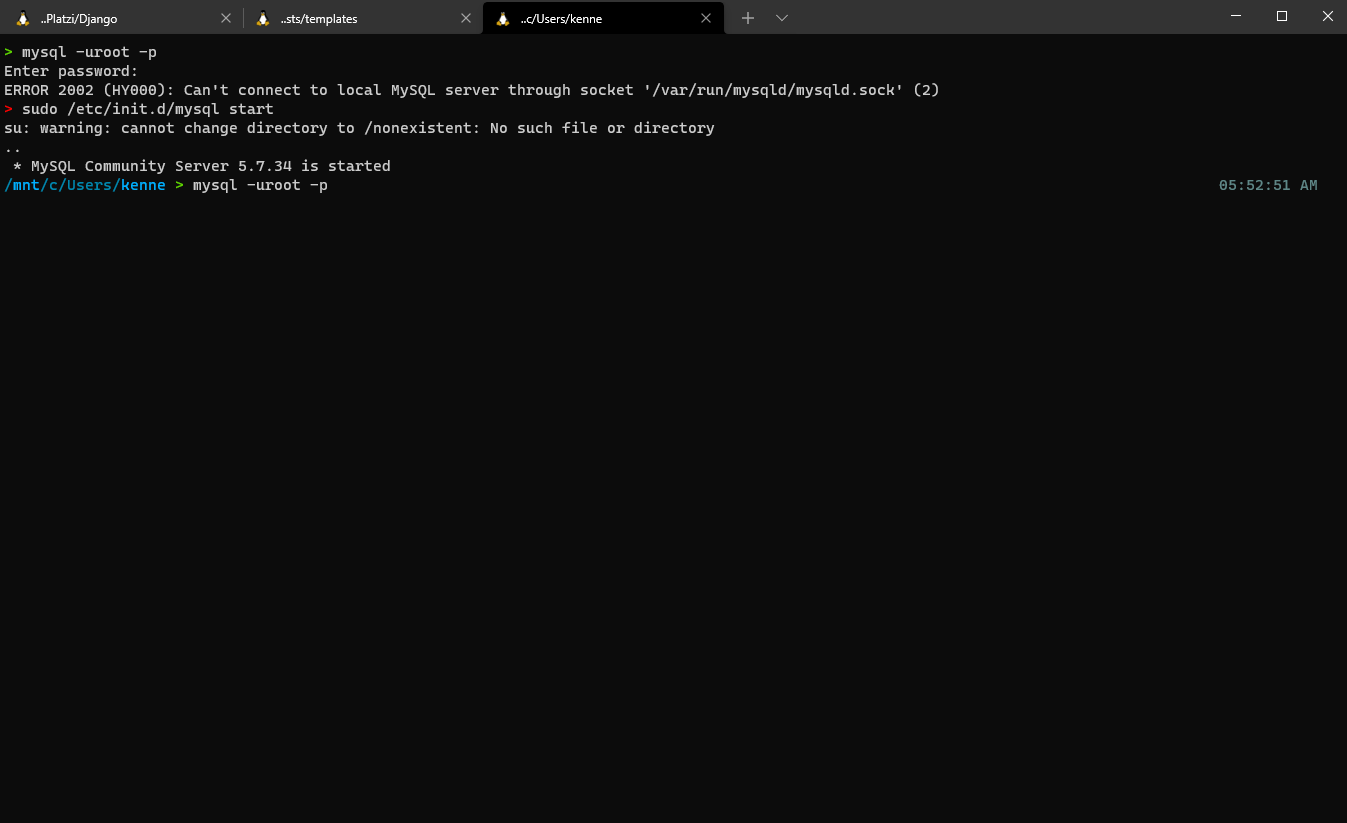 ..Platzi/Django
..sts/templates
..c/Users/kenne
> mysql -uroot -p
Enter password:
ERROR 2002 (HY000): Can't connect to local MySQL server through socket '/var/run/mysqld/mysqld.sock' (2)
> sudo /etc/init.d/mysql start
su: warning: cannot change directory to /nonexistent: No such file or directory
..
 * MySQL Community Server 5.7.34 is started
/mnt/c/Users/kenne > mysql -uroot -p 05:52:51 AM